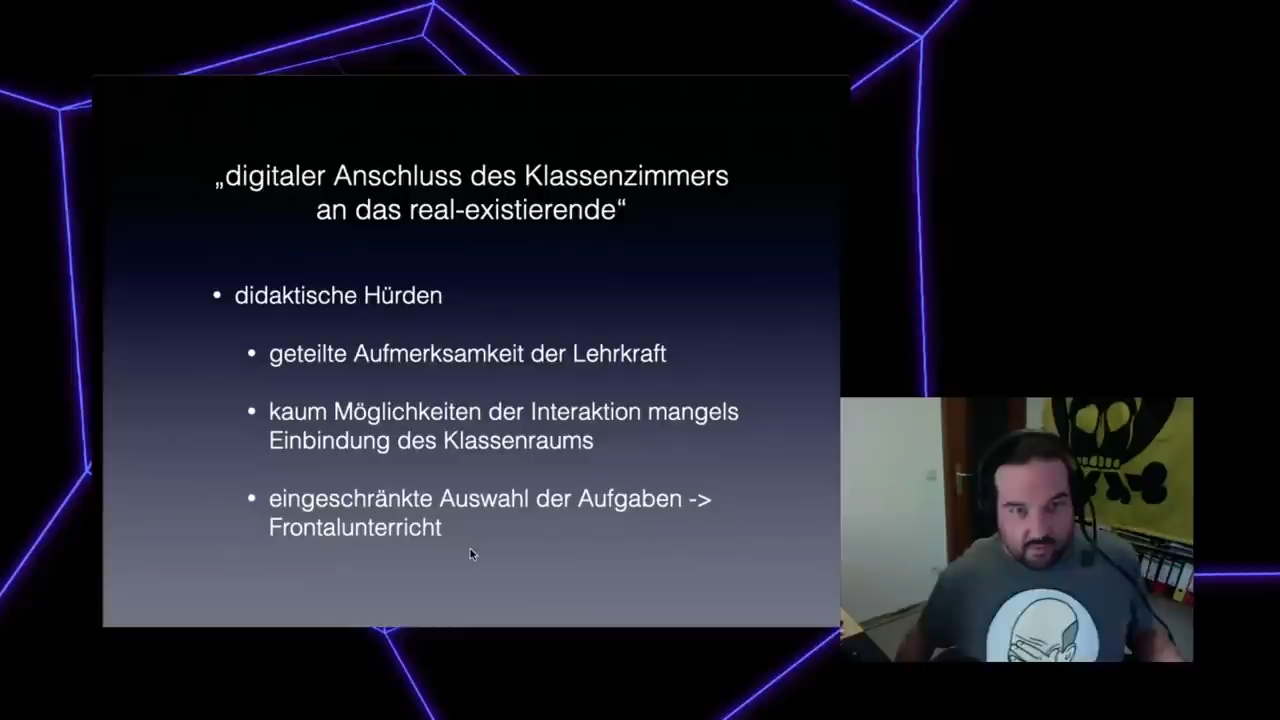 „digitaler Anschluss des Klassenzimmers
an das real-existierende“
• didaktische Hürden
• geteilte Aufmerksamkeit der Lehrkraft
• kaum Möglichkeiten der Interaktion mangels
Einbindung des Klassenraums
• eingeschränkte Auswahl der Aufgaben ->
Frontalunterricht